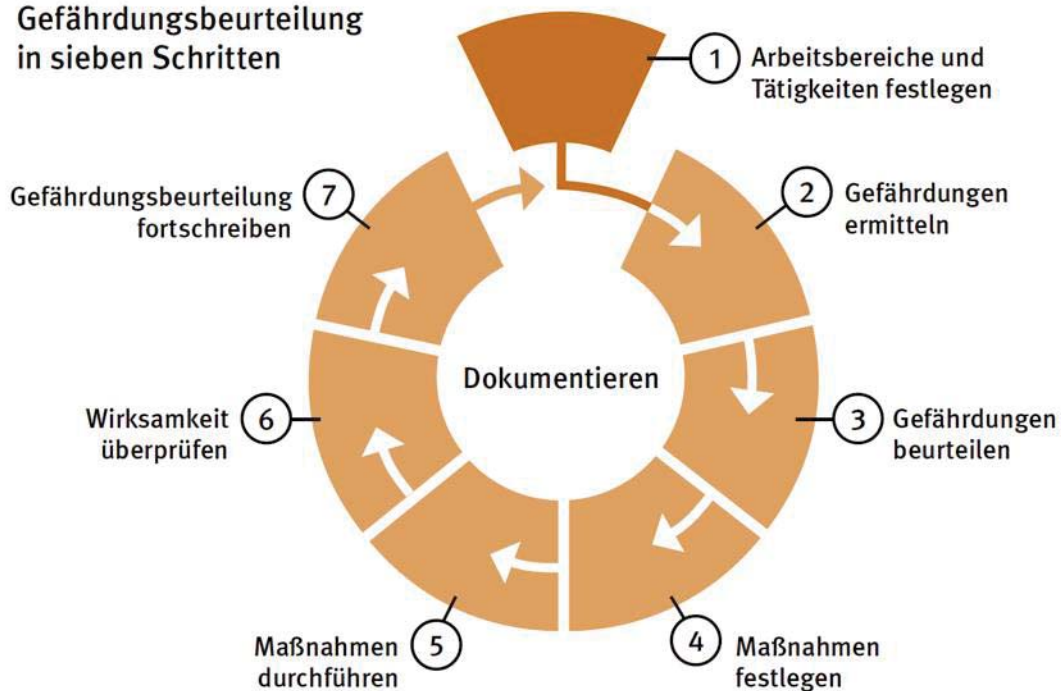 Gefährdungsbeurteilung
in sieben Schritten
1
Arbeitsbereiche und
Tätigkeiten festlegen
2
Gefährdungen
ermitteln
3
Gefährdungen
beurteilen
4
Maßnahmen
festlegen
5
Maßnahmen
durchführen
6
Wirksamkeit
überprüfen
7
Gefährdungsbeurteilung
fortschreiben
Dokumentieren